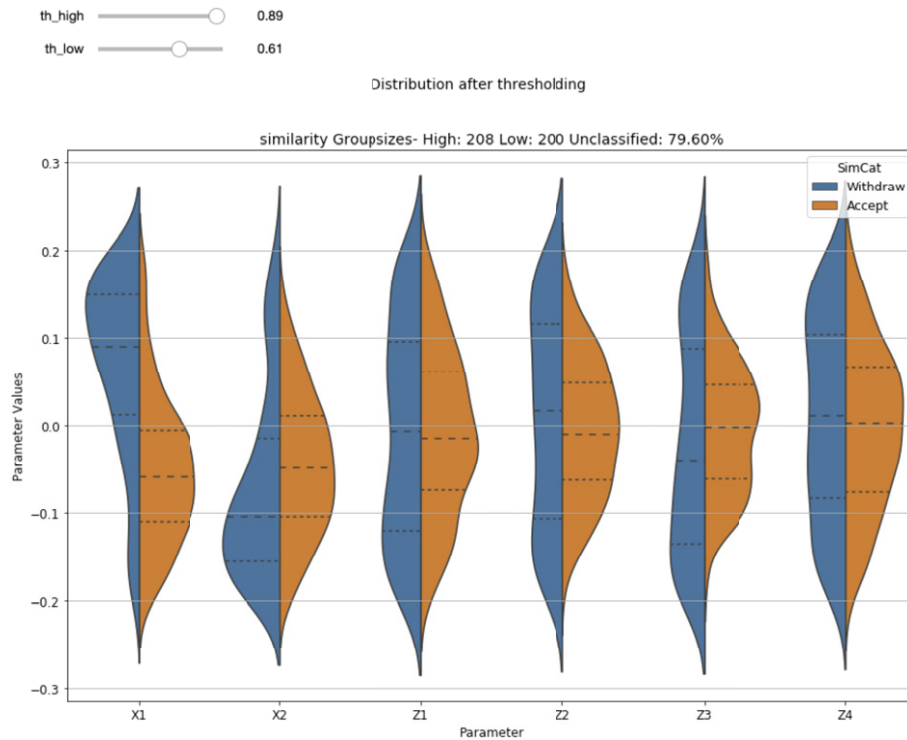 th_high 0.89
th_low 0.61
Distribution after thresholding
similarity Groupsizes- High: 208 Low: 200 Unclassified: 79.60%
SimCat
Withdraw
Accept
0.3
0.2
0.1
0.0
−0.1
−0.2
−0.3
Parameter Values
X1 X2 Z1 Z2 Z3 Z4
Parameter